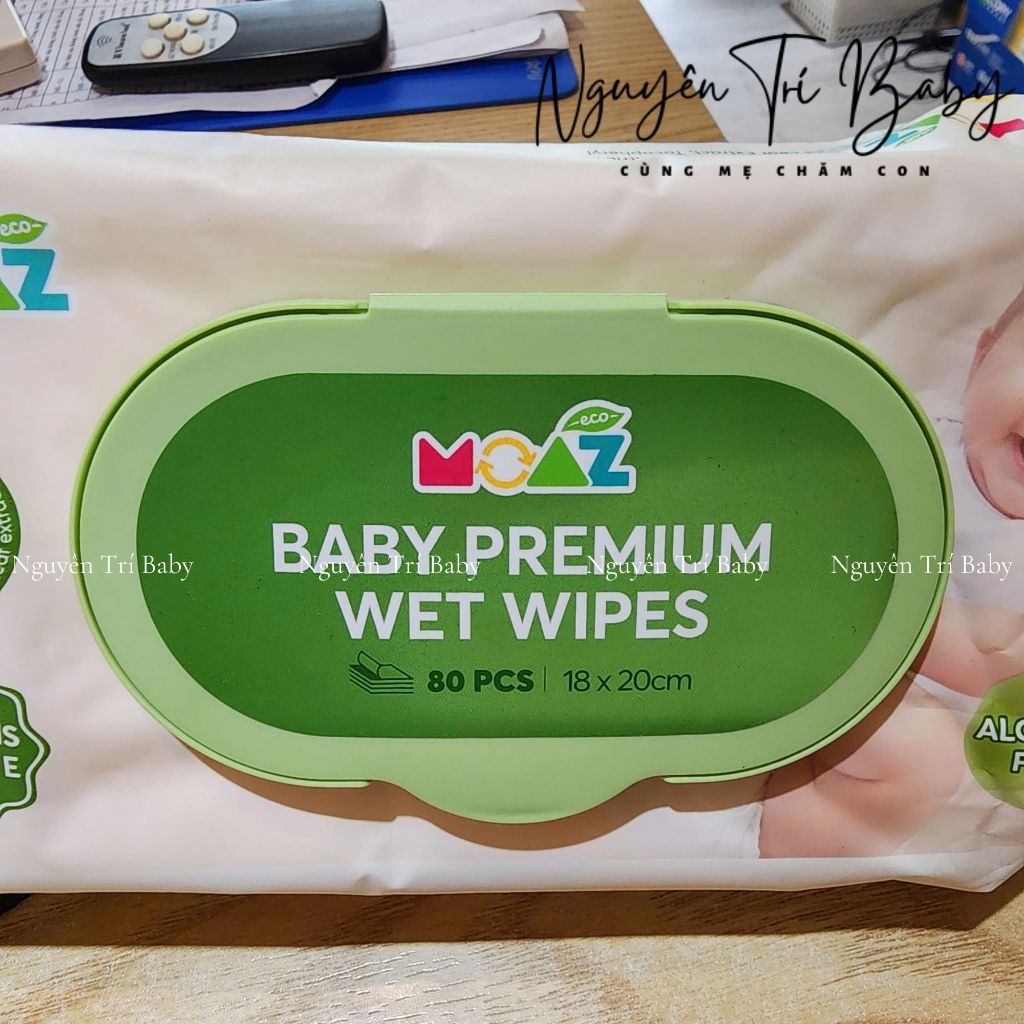 Nguyên Trí Baby
CÙNG MẸ CHĂM CON
eco
eco
MOAZ
BABY PREMIUM
Nguyên Trí Baby Nguyên Trí Baby Nguyên Trí Baby Nguyên Trí Baby
WET WIPES
80 PCS | 18 x 20cm